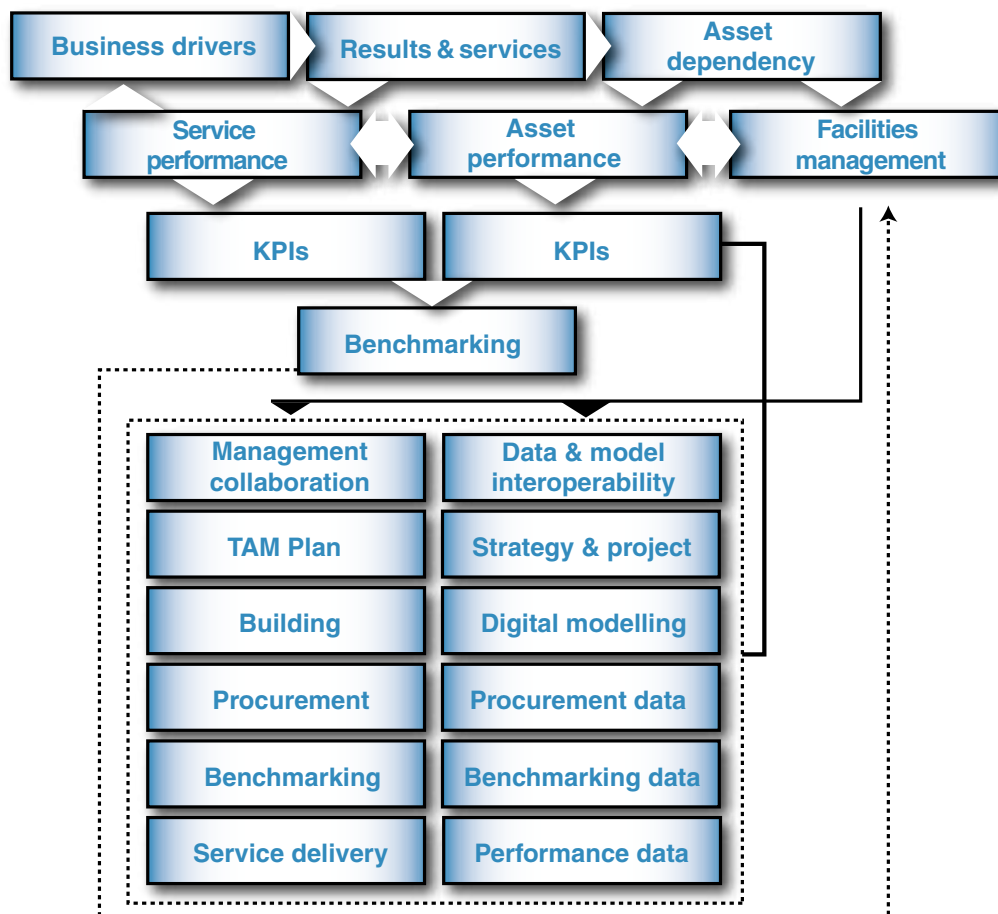 Business drivers
Results & services
Asset
dependency
Service
performance
Asset
performance
Facilities
management
KPIs
KPIs
Benchmarking
Management
collaboration
Data & model
interoperability
TAM Plan
Strategy & project
Building
Digital modelling
Procurement
Procurement data
Benchmarking
Benchmarking data
Service delivery
Performance data